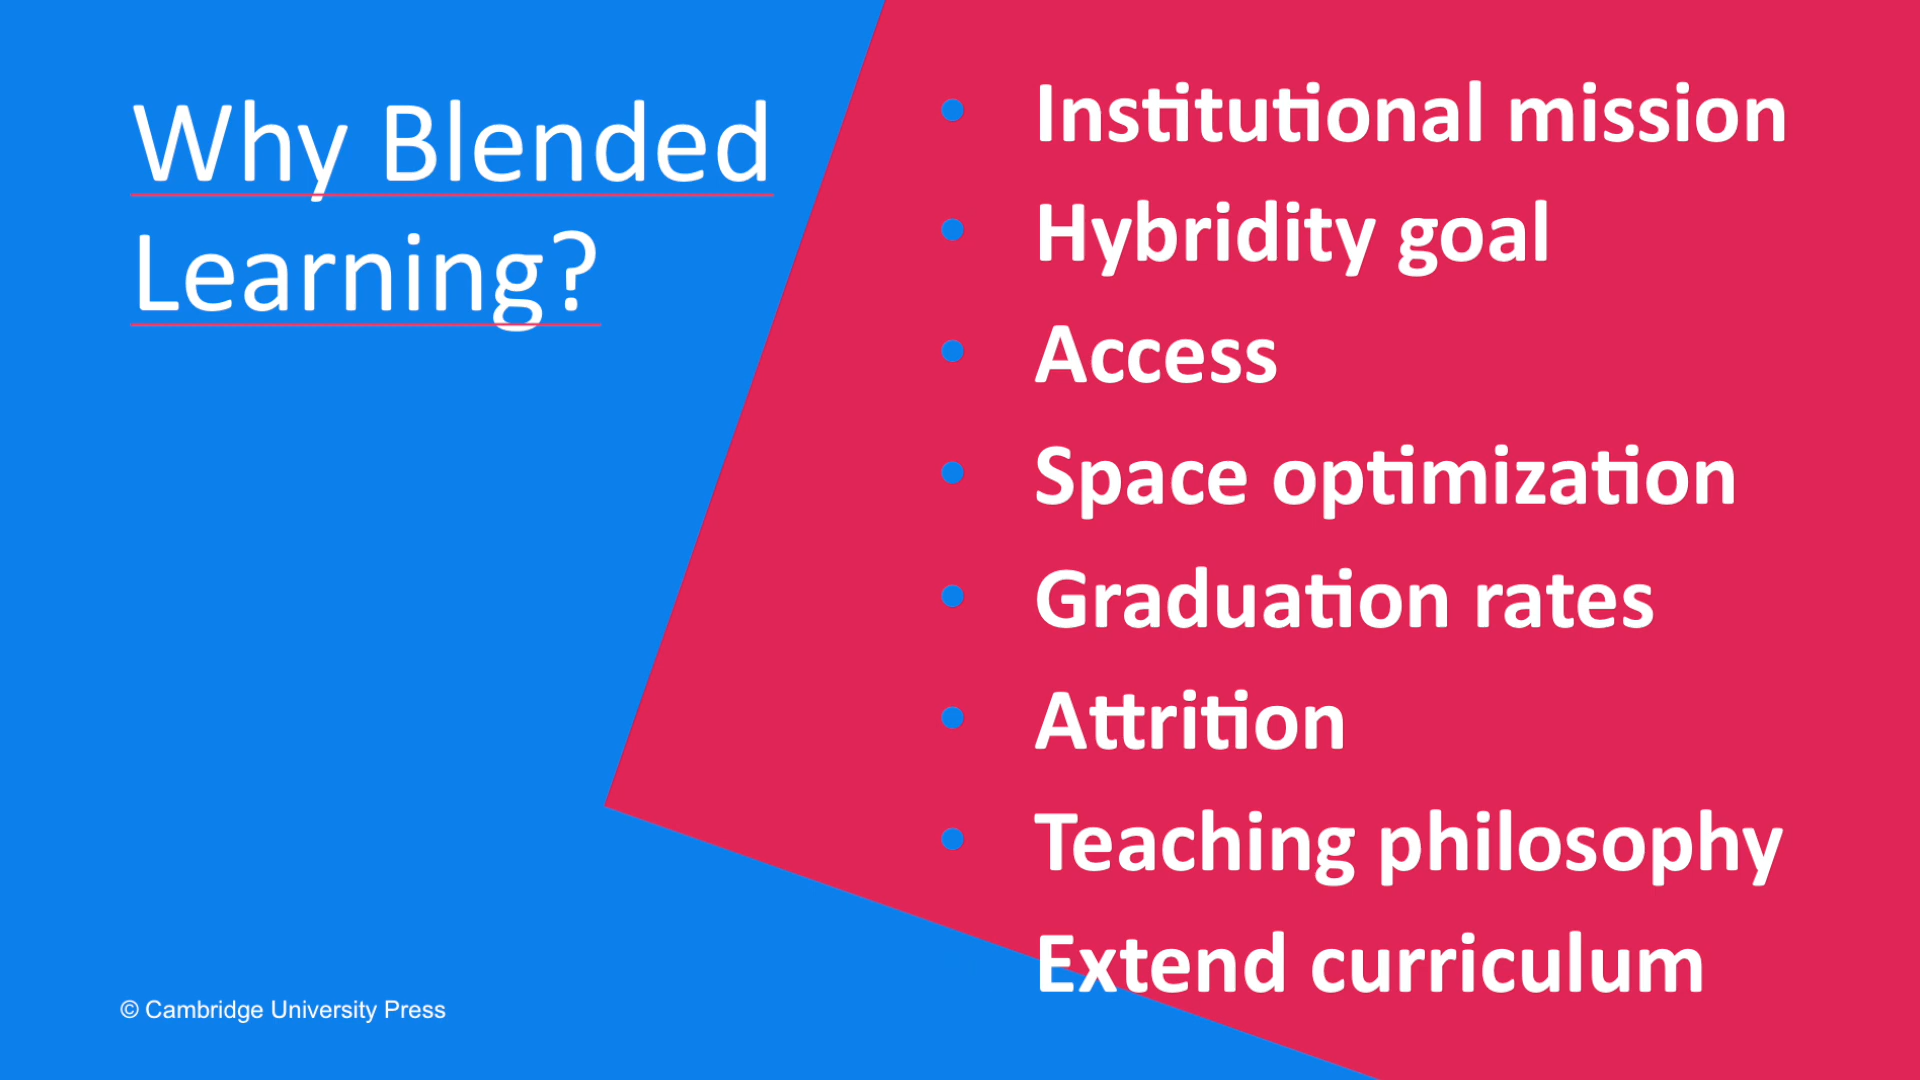 Why Blended
Learning?
• Institutional mission
• Hybridity goal
• Access
• Space optimization
• Graduation rates
• Attrition
• Teaching philosophy
Extend curriculum
© Cambridge University Press